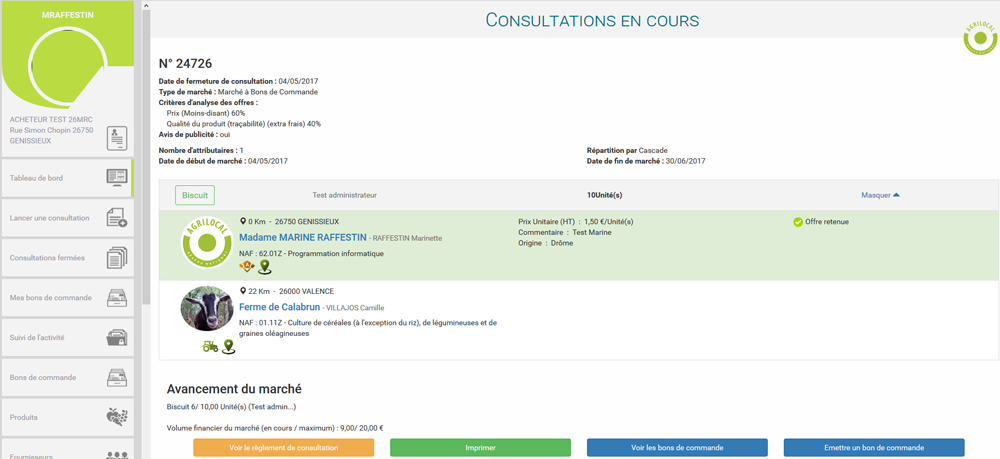 MRAFFESTIN
ACHETEUR TEST 26MRC
Rue Simon Chopin 26750
GENISSIEUX
Tableau de bord
Lancer une consultation
Consultations fermées
Mes bons de commande
Suivi de l'activité
Bons de commande
Produits
Fournisseurs
CONSULTATIONS EN COURS
AGRILOCAL
N° 24726
Date de fermeture de consultation : 04/05/2017
Type de marché : Marché à Bons de Commande
Critères d'analyse des offres :
Prix (Moins-disant) 60%
Qualité du produit (traçabilité) (extra frais) 40%
Avis de publicité : oui
Nombre d'attributaires : 1
Répartition par Cascade
Date de début de marché : 04/05/2017
Date de fin de marché : 30/06/2017
Biscuit
Test administrateur
10Unité(s)
Masquer
AGRILOCAL
0 Km - 26750 GENISSIEUX
Madame MARINE RAFFESTIN - RAFFESTIN Marinette
NAF : 62.01Z - Programmation informatique
Prix Unitaire (HT) : 1,50 €/Unité(s)
Commentaire : Test Marine
Origine : Drôme
Offre retenue
22 Km - 26000 VALENCE
Ferme de Calabrun - VILLAJOS Camille
NAF : 01.11Z - Culture de céréales (à l'exception du riz), de légumineuses et de
graines oléagineuses
Avancement du marché
Biscuit 6/ 10,00 Unité(s) (Test admin...)
Volume financier du marché (en cours / maximum) : 9,00/ 20,00 €
Voir le règlement de consultation
Imprimer
Voir les bons de commande
Emettre un bon de commande